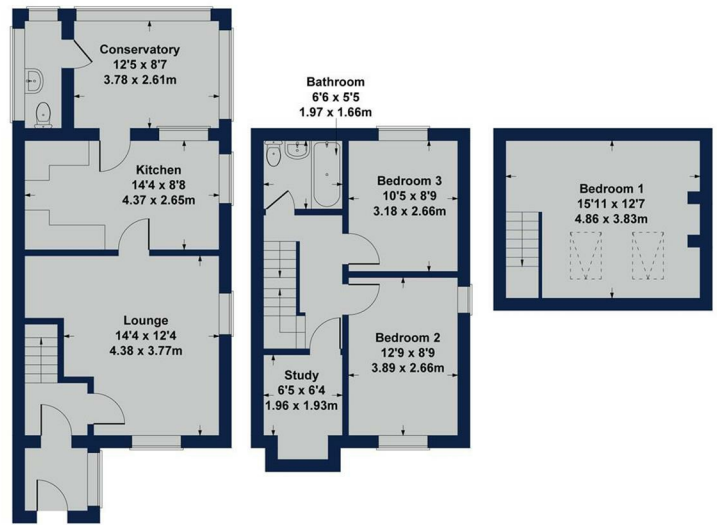 Conservatory
12'5 x 8'7
3.78 x 2.61m
Kitchen
14'4 x 8'8
4.37 x 2.65m
Lounge
14'4 x 12'4
4.38 x 3.77m
Bathroom
6'6 x 5'5
1.97 x 1.66m
Bedroom 3
10'5 x 8'9
3.18 x 2.66m
Bedroom 2
12'9 x 8'9
3.89 x 2.66m
Study
6'5 x 6'4
1.96 x 1.93m
Bedroom 1
15'11 x 12'7
4.86 x 3.83m